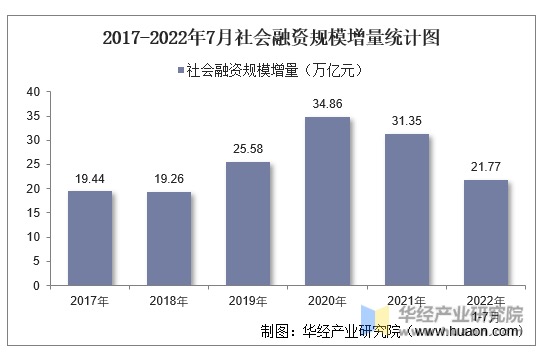 2017-2022年7月社会融资规模增量统计图
社会融资规模增量（万亿元）
40
35
30
25
20
15
10
5
0
19.44
19.26
25.58
34.86
31.35
21.77
2017年
2018年
2019年
2020年
2021年
2022年
1-7月
华经产业研究院
制图：华经产业研究院（www.huaon.com）